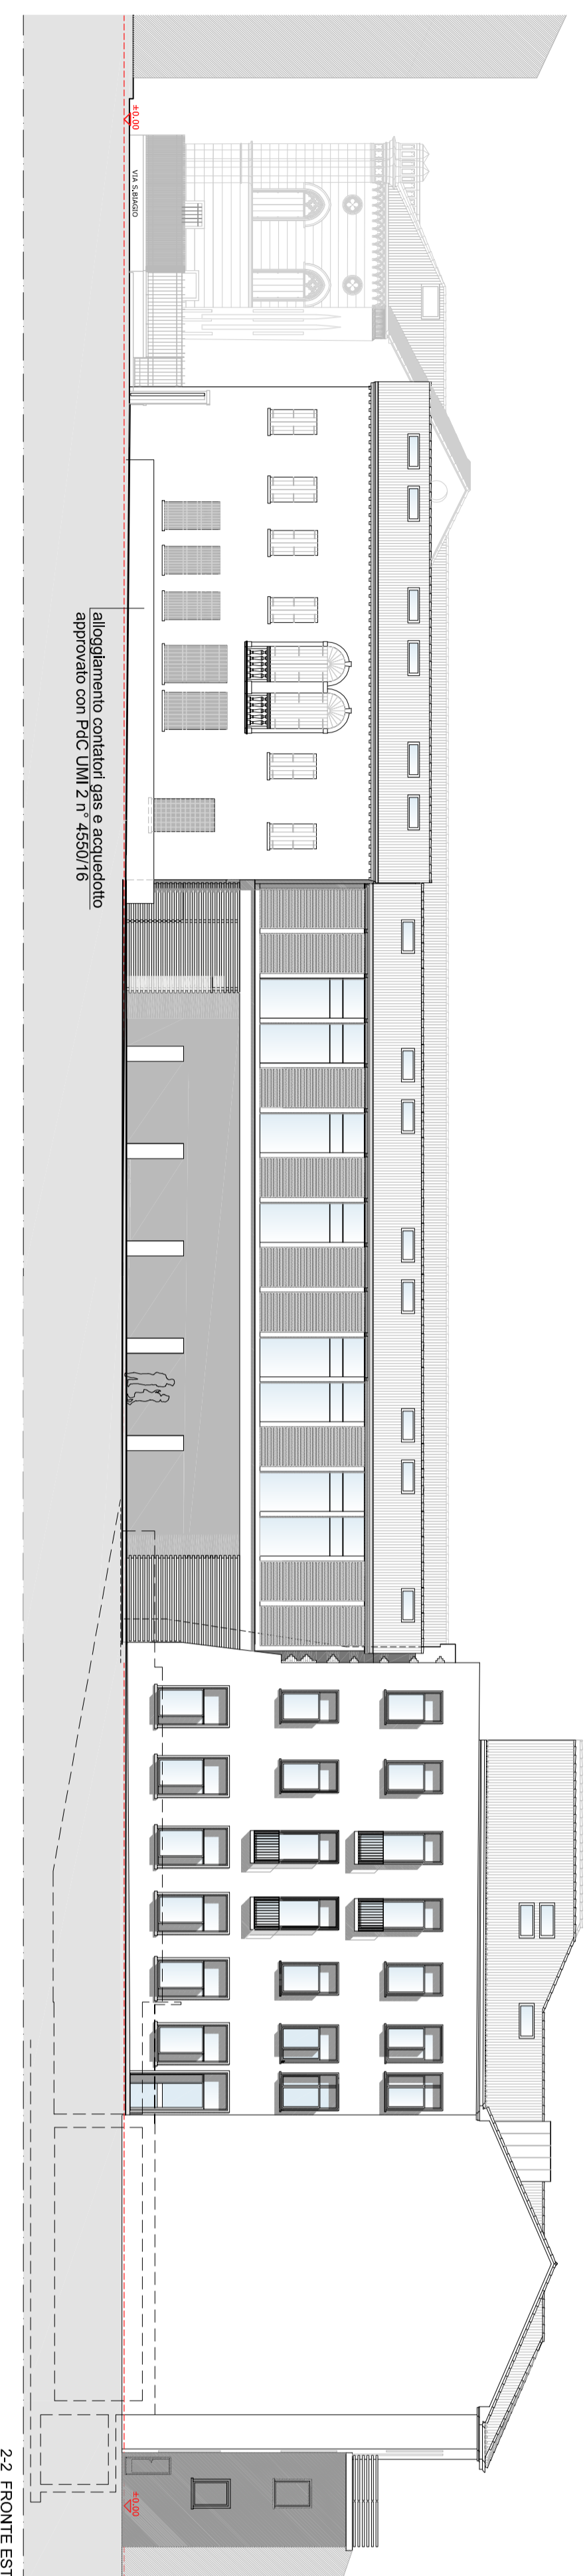 ±0.00
VIA S.BIAGIO
alloggiamento contatori gas e acquedotto
approvato con PdC UMI 2 n° 4550/16
±0.00
2-2 FRONTE EST